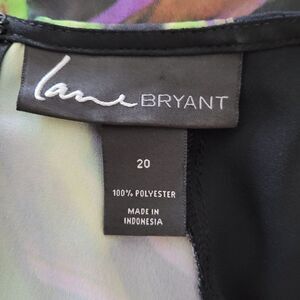 Lane BRYANT
20
100% POLYESTER
MADE IN
INDONESIA